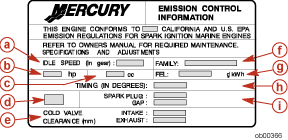 MERCURY EMISSION CONTROL
INFORMATION
THIS ENGINE CONFORMS TO CALIFORNIA AND U.S. EPA
EMISSION REGULATIONS FOR SPARK IGNITION MARINE ENGINES
REFER TO OWNERS MANUAL FOR REQUIRED MAINTENANCE.
SPECIFICATIONS AND ADJUSTMENTS
a IDLE SPEED (in gear): FAMILY: f
b hp cc FEL: g/kWh g
c TIMING (IN DEGREES): h
d SPARK PLUG:
GAP: i
e COLD VALVE
CLEARANCE (mm) INTAKE:
EXHAUST:
ob00366